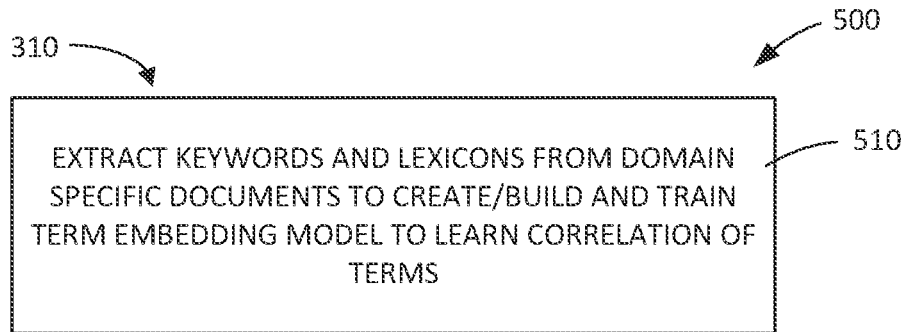 500
310
510
EXTRACT KEYWORDS AND LEXICONS FROM DOMAIN
SPECIFIC DOCUMENTS TO CREATE/BUILD AND TRAIN
TERM EMBEDDING MODEL TO LEARN CORRELATION OF
TERMS